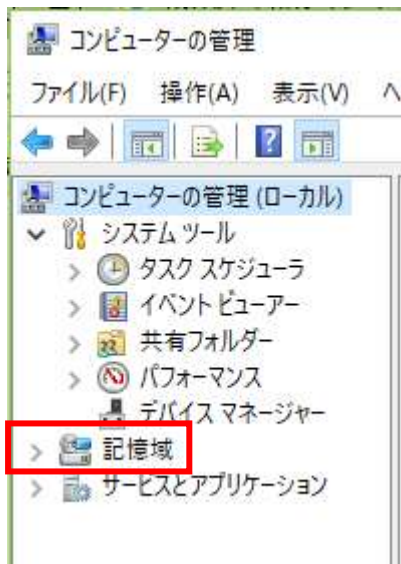 コンピューターの管理
ファイル(F) 操作(A) 表示(V) ヘ
コンピューターの管理 (ローカル)
システム ツール
タスク スケジューラ
イベント ビューアー
共有フォルダー
パフォーマンス
デバイス マネージャー
記憶域
サービスとアプリケーション